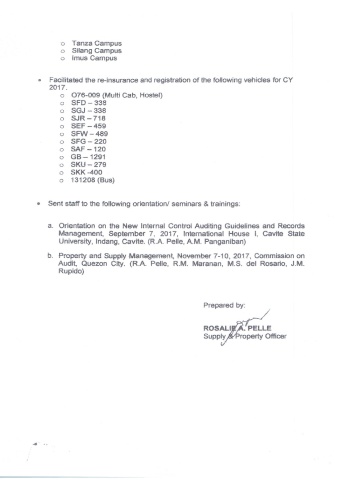 o Tanza Campus
o Silang Campus
o Imus Campus
• Facilitated the re-insurance and registration of the following vehicles for CY
2017.
o O76-009 (Multi Cab, Hostel)
o SFD – 338
o SGJ – 338
o SJR – 718
o SEF – 459
o SFW – 489
o SFG – 220
o SAF – 120
o GB – 1291
o SKU – 279
o SKK -400
o 131208 (Bus)
• Sent staff to the following orientation/ seminars & trainings:
a. Orientation on the New Internal Control Auditing Guidelines and Records
Management, September 7, 2017, International House I, Cavite State
University, Indang, Cavite. (R.A. Pelle, A.M. Panganiban)
b. Property and Supply Management, November 7-10, 2017, Commission on
Audit, Quezon City. (R.A. Pelle, R.M. Maranan, M.S. del Rosario, J.M.
Rupido)
Prepared by:
ROSALIE A. PELLE
Supply & Property Officer